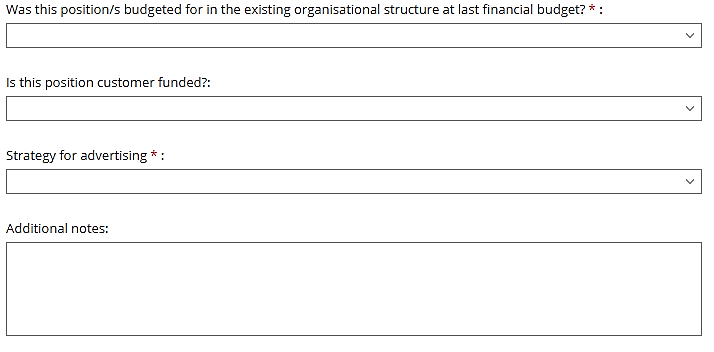 Was this position/s budgeted for in the existing organisational structure at last financial budget? * :
Is this position customer funded?:
Strategy for advertising * :
Additional notes: